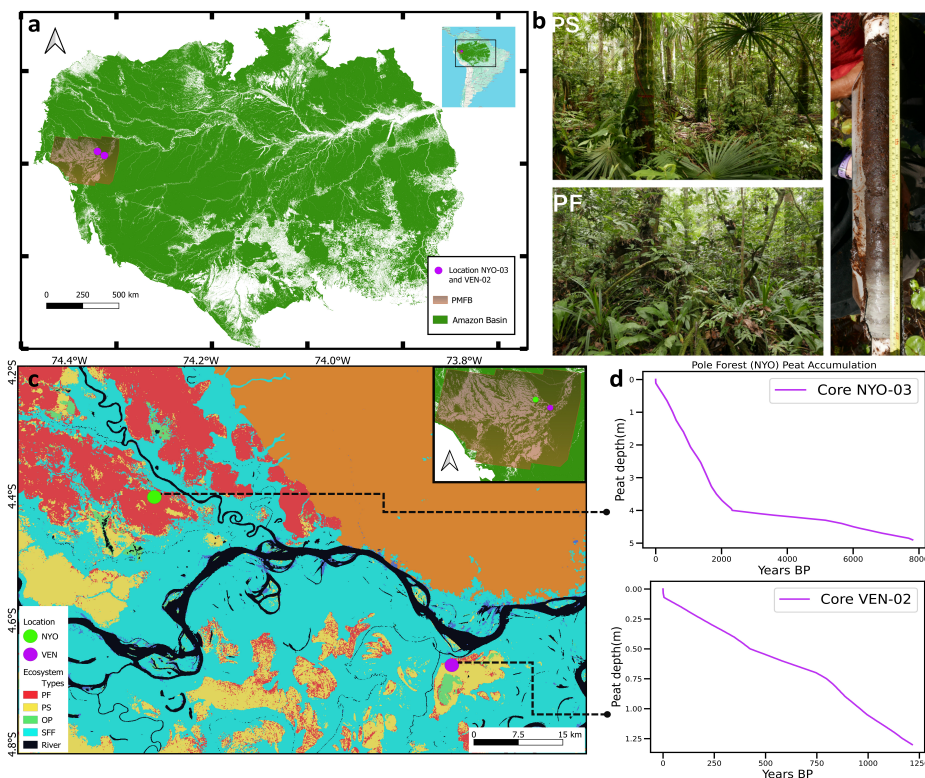 a
Location NYO-03
and VEN-02
PMFB
Amazon Basin
0 250 500 km
b
PS
PF
74.4°W 74.2°W 74.0°W 73.8°W
4.2°S
4.4°S
4.6°S
4.8°S
c
Location
NYO
VEN
Ecosystem
Types
PF
PS
OP
SFF
River
0 7.5 15 km
d
Pole Forest (NYO) Peat Accumulation
Core NYO-03
Peat depth(m)
0
1
2
3
4
5
0 2000 4000 6000 8000
Years BP
Core VEN-02
Peat depth(m)
0.00
0.25
0.50
0.75
1.00
1.25
0 250 500 750 1000 1250
Years BP